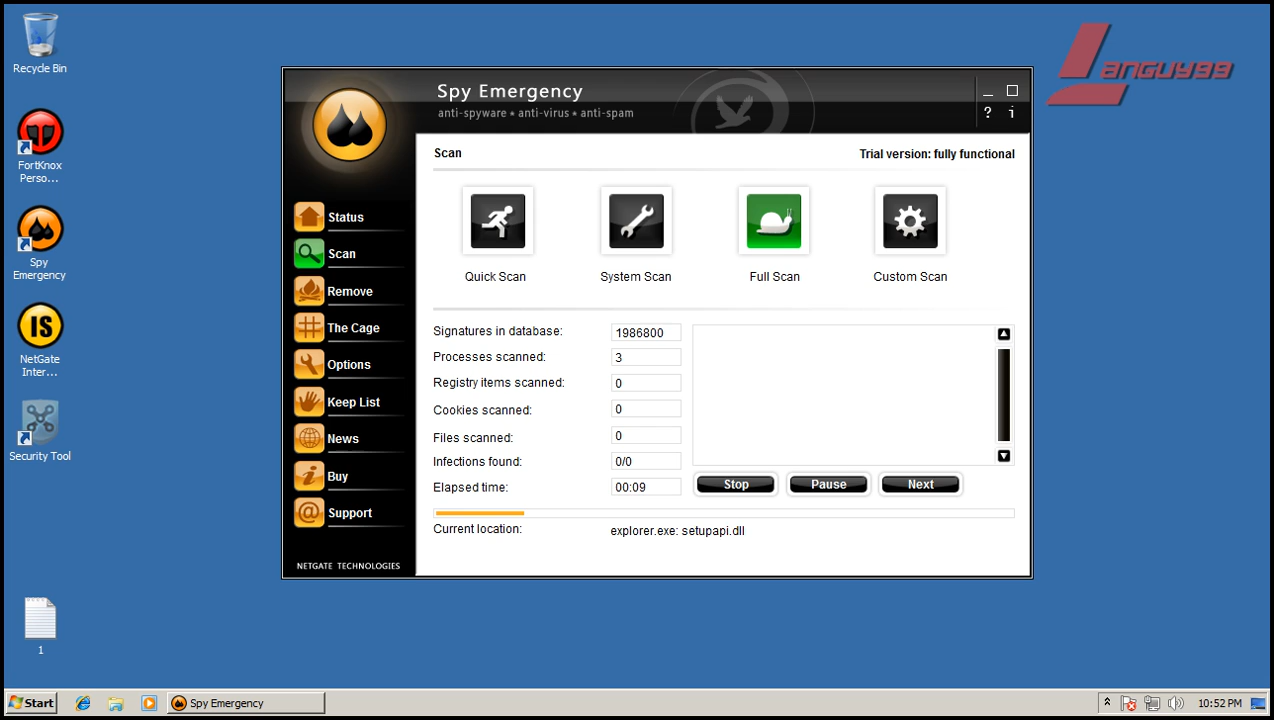 Recycle Bin
FortKnox
Perso...
Spy
Emergency
NetGate
Inter...
Security Tool
1
Languy99
Spy Emergency
anti-spyware • anti-virus • anti-spam
? i
Status
Scan
Remove
The Cage
Options
Keep List
News
Buy
Support
NETGATE TECHNOLOGIES
Scan
Trial version: fully functional
Quick Scan
System Scan
Full Scan
Custom Scan
Signatures in database: 1986800
Processes scanned: 3
Registry items scanned: 0
Cookies scanned: 0
Files scanned: 0
Infections found: 0/0
Elapsed time: 00:09
Stop
Pause
Next
Current location: explorer.exe: setupapi.dll
Start
Spy Emergency
10:52 PM